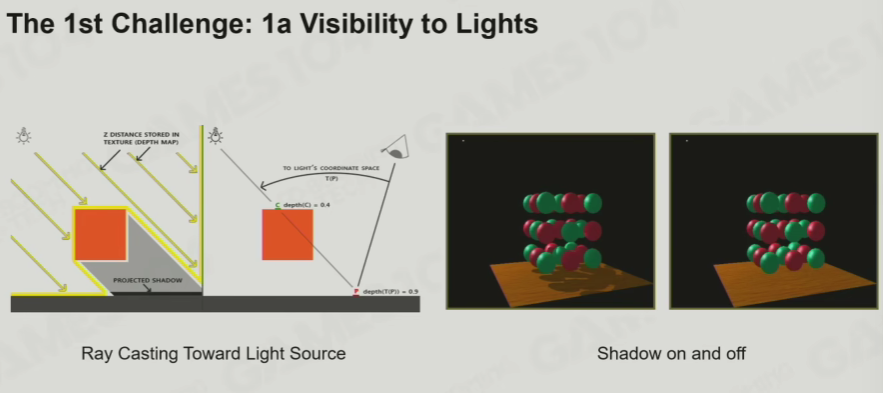 The 1st Challenge: 1a Visibility to Lights
Z DISTANCE STORED IN
TEXTURE (DEPTH MAP)
PROJECTED SHADOW
TO LIGHT'S COORDINATE SPACE
T(P)
C depth(C) = 0.4
P depth(T(P)) = 0.9
Ray Casting Toward Light Source
Shadow on and off
GAMES104